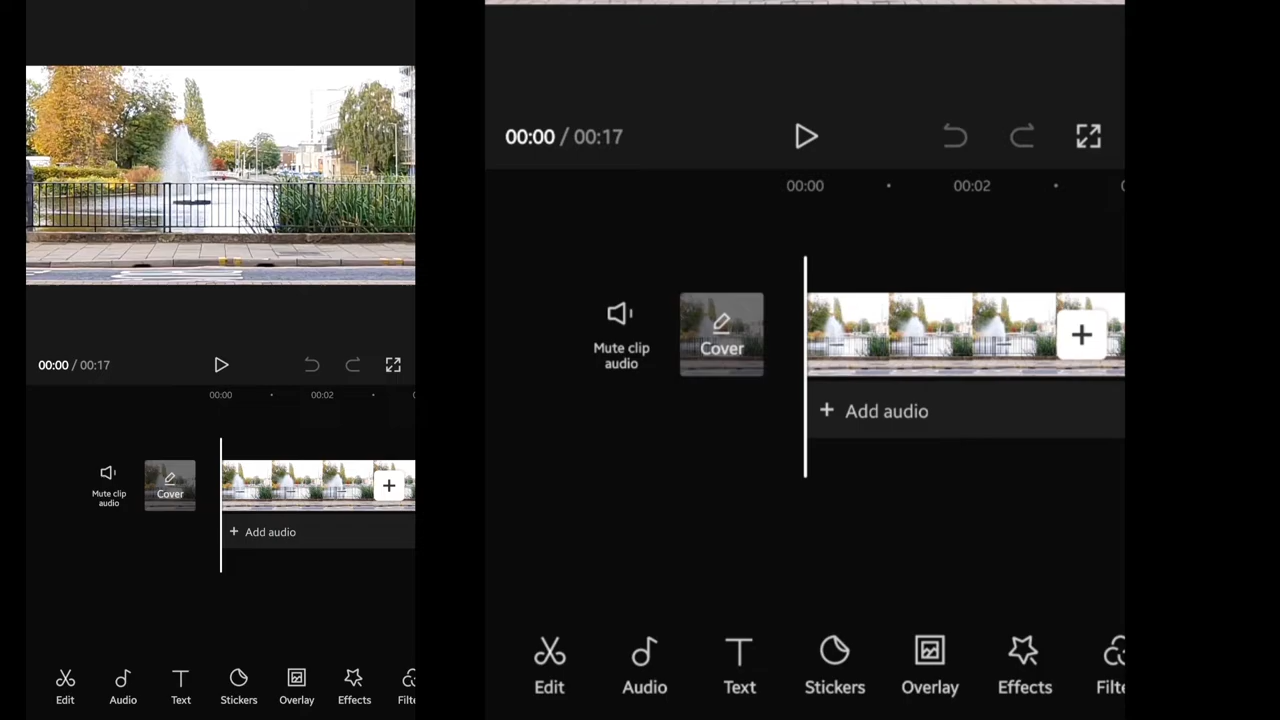 00:00 / 00:17
00:00
00:02
Mute clip
audio
Cover
+ Add audio
Edit
Audio
Text
Stickers
Overlay
Effects
Filte
00:00 / 00:17
00:00
00:02
Mute clip
audio
Cover
+ Add audio
Edit
Audio
Text
Stickers
Overlay
Effects
Filte